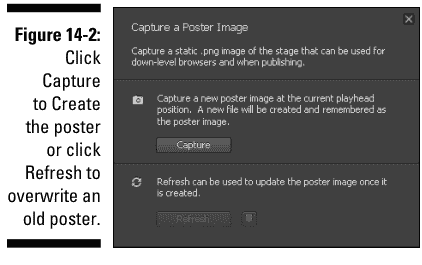 Figure 14-2:
Click
Capture
to Create
the poster
or click
Refresh to
overwrite an
old poster.
Capture a Poster Image
Capture a static .png image of the stage that can be used for
down-level browsers and when publishing.
Capture a new poster image at the current playhead
position. A new file will be created and remembered as
the poster image.
Capture
Refresh can be used to update the poster image once it
is created.
Refresh